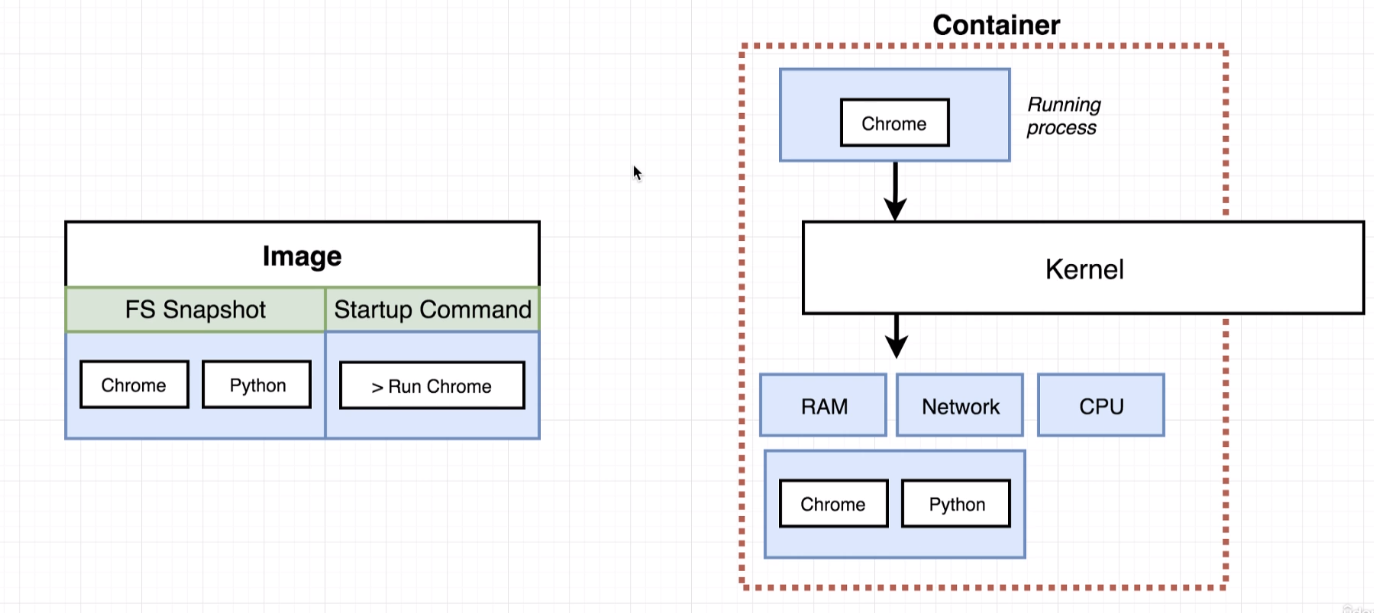 Container
Chrome
Running
process
Kernel
Image
FS Snapshot
Startup Command
Chrome
Python
> Run Chrome
RAM
Network
CPU
Chrome
Python